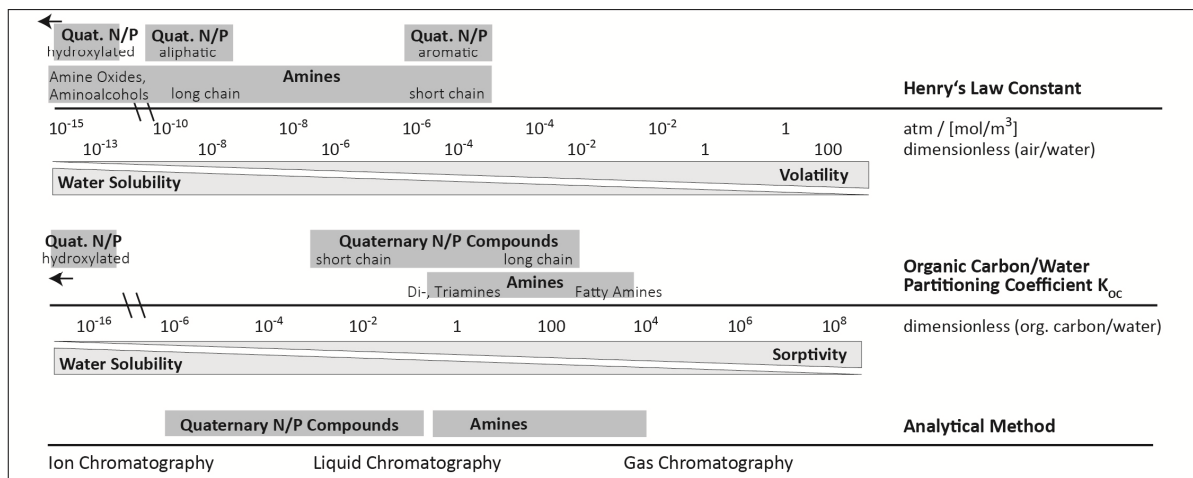 Quat. N/P Quat. N/P Quat. N/P
hydroxylated aliphatic aromatic
Amine Oxides, Amines
Aminoalcohols long chain short chain
Henry‘s Law Constant
10-15 10-10 10-8 10-6 10-4 10-2 1 atm / [mol/m3]
10-13 10-8 10-6 10-4 10-2 1 100 dimensionless (air/water)
Water Solubility Volatility
Quat. N/P Quaternary N/P Compounds
hydroxylated short chain long chain
Amines
Di-, Triamines Fatty Amines
Organic Carbon/Water
Partitioning Coefficient KOC
10-16 10-6 10-4 10-2 1 100 104 106 108 dimensionless (org. carbon/water)
Water Solubility Sorptivity
Quaternary N/P Compounds Amines Analytical Method
Ion Chromatography Liquid Chromatography Gas Chromatography